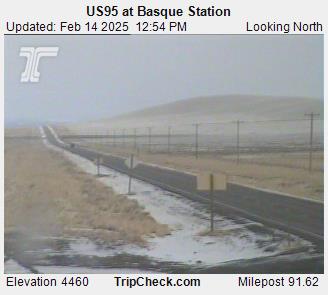 US95 at Basque Station
Updated: Feb 14 2025 12:54 PM Looking North
Elevation 4460 TripCheck.com Milepost 91.62